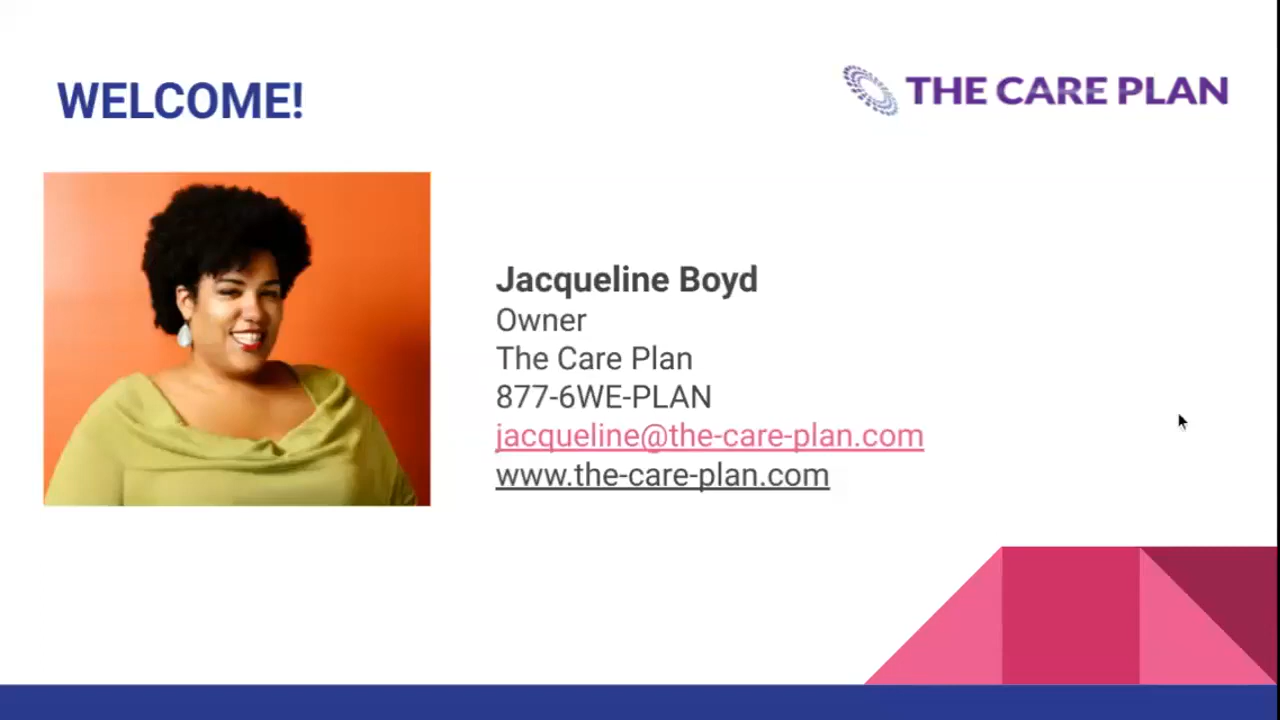 WELCOME!
THE CARE PLAN
Jacqueline Boyd
Owner
The Care Plan
877-6WE-PLAN
jacqueline@the-care-plan.com
www.the-care-plan.com